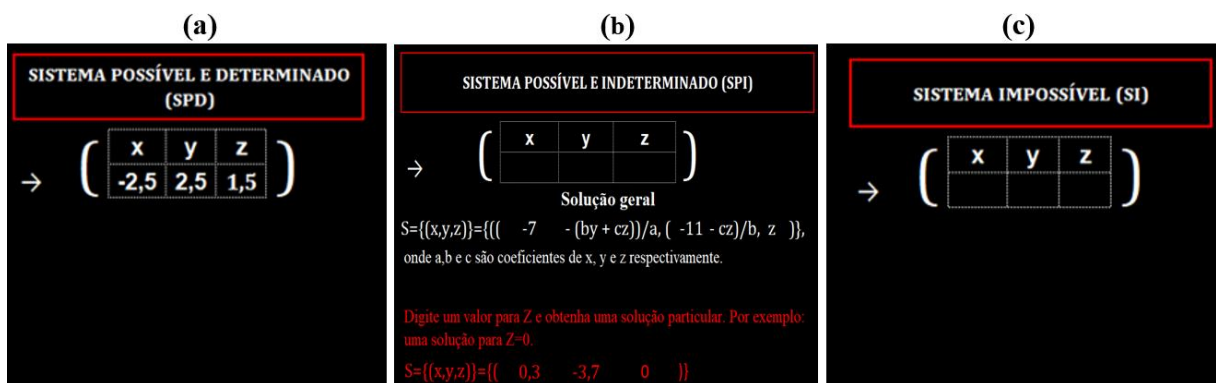 (a)
SISTEMA POSSÍVEL E DETERMINADO
(SPD)
x y z
→ ( -2,5 2,5 1,5 )
(b)
SISTEMA POSSÍVEL E INDETERMINADO (SPI)
→ ( x y z )
Solução geral
S={(x,y,z)}={(( -7 - (by + cz))/a, ( -11 - cz)/b, z )},
onde a,b e c são coeficientes de x, y e z respectivamente.
Digite um valor para Z e obtenha uma solução particular. Por exemplo:
uma solução para Z=0.
S={(x,y,z)}={( 0,3 -3,7 0 )}
(c)
SISTEMA IMPOSSÍVEL (SI)
→ ( x y z )